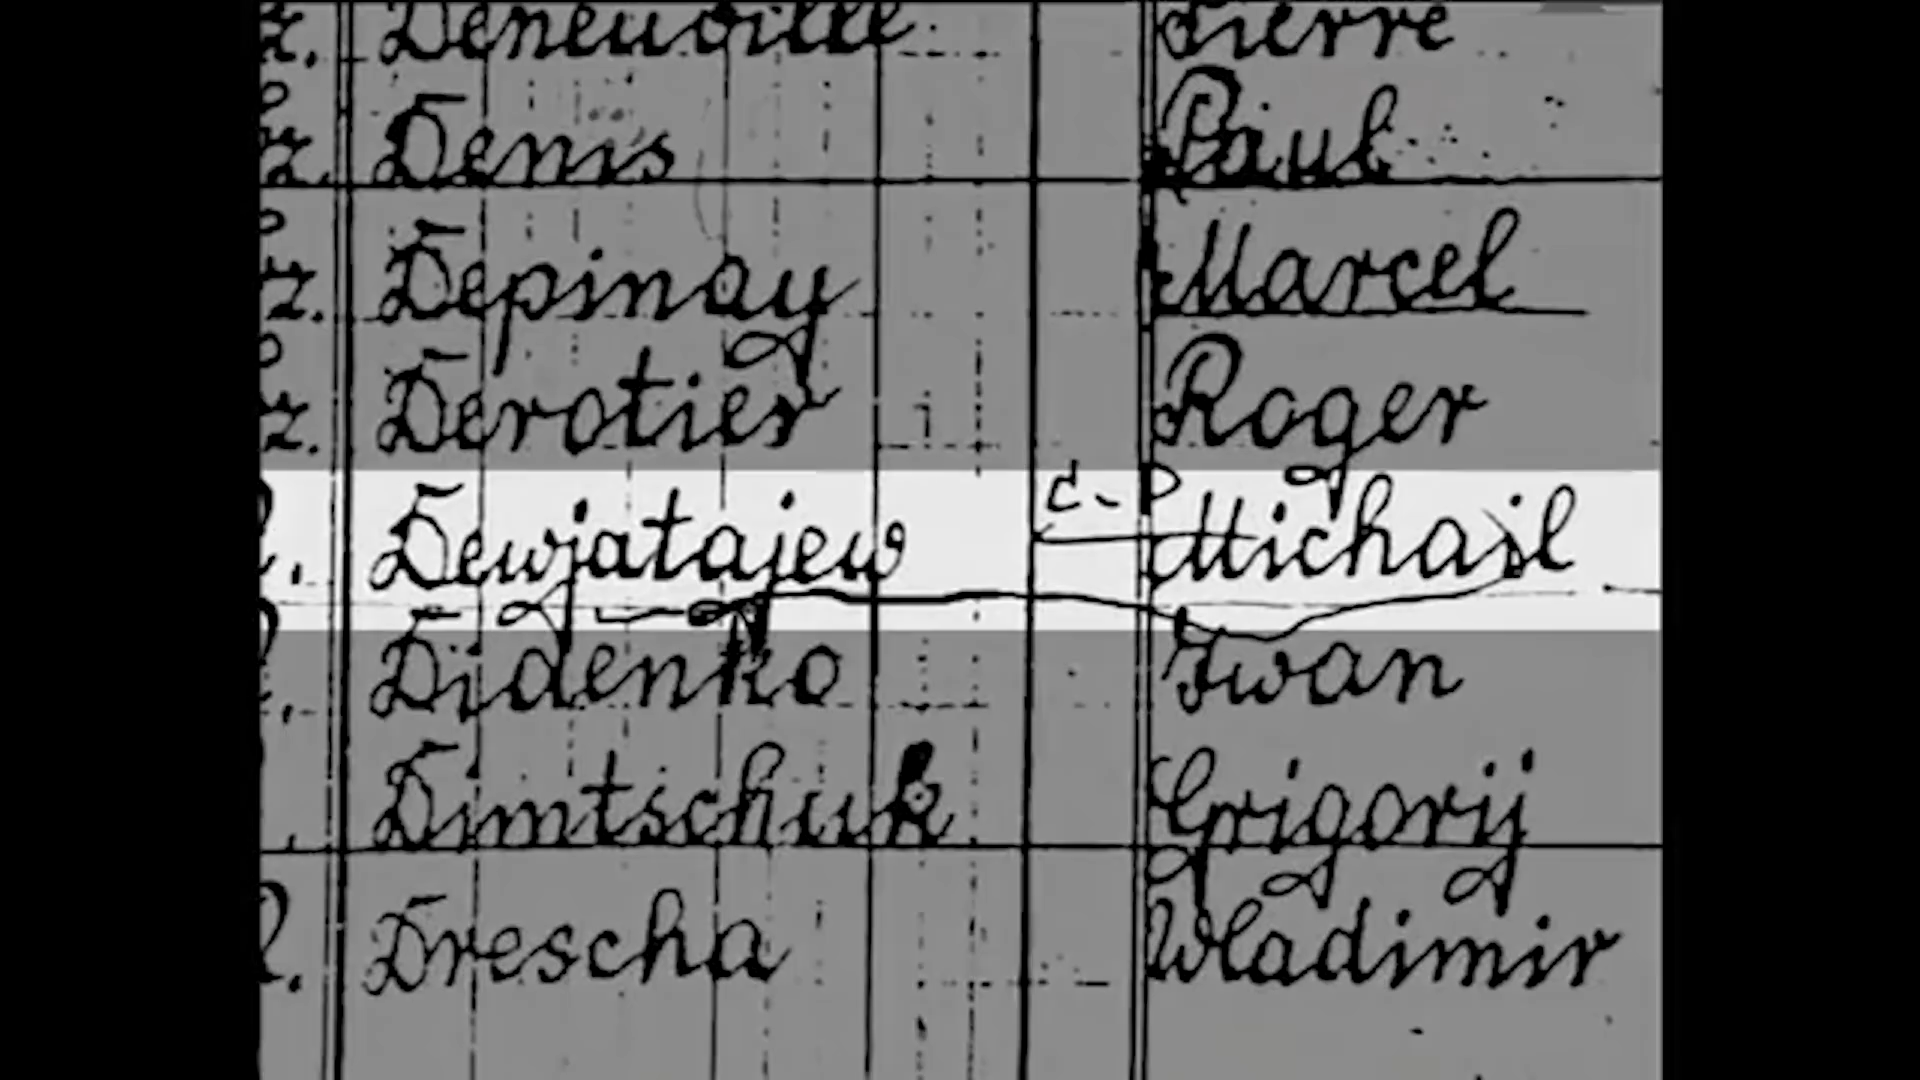 z. Deneuville Pierre
z. Denis Paul
z. Depinay Marcel
z. Derotier Roger
Dewjatajew Michail
Didenko Iwan
Dimtschuk Grigorij
Drescha Wladimir